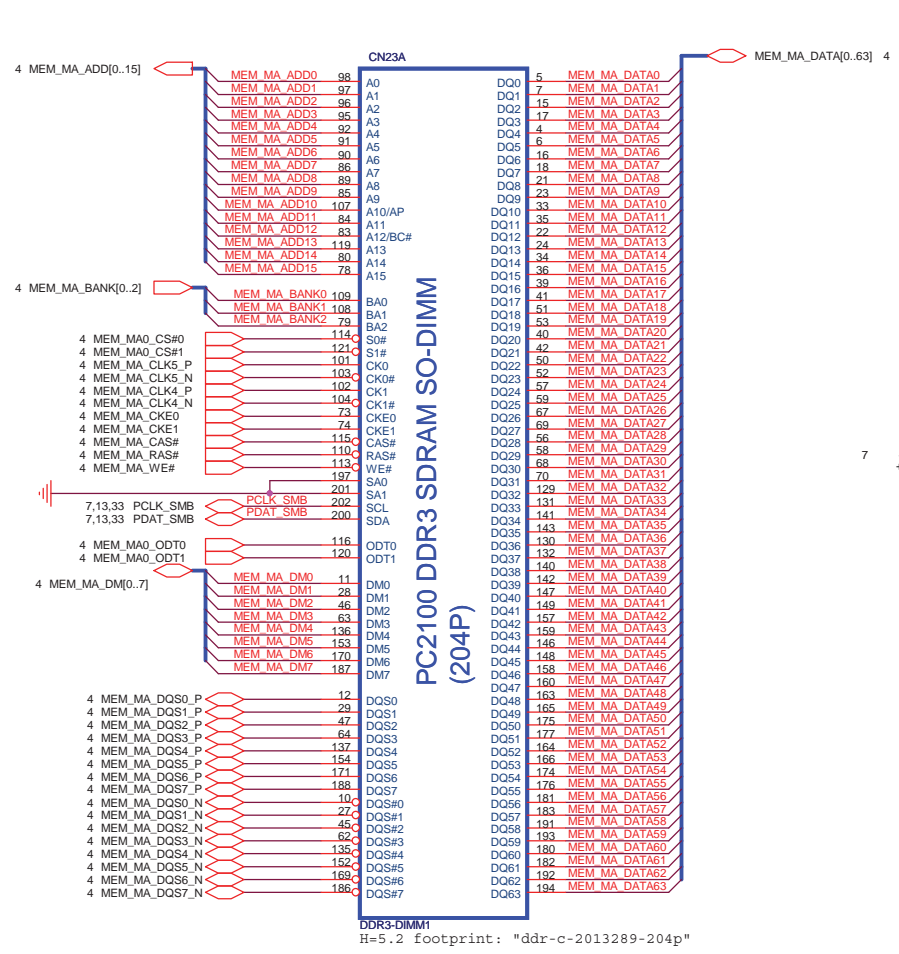 CN23A
4 MEM_MA_ADD[0..15]
MEM_MA_DATA[0..63] 4
MEM_MA_ADD0 98 A0 DQ0 5 MEM_MA_DATA0
MEM_MA_ADD1 97 A1 DQ1 7 MEM_MA_DATA1
MEM_MA_ADD2 96 A2 DQ2 15 MEM_MA_DATA2
MEM_MA_ADD3 95 A3 DQ3 17 MEM_MA_DATA3
MEM_MA_ADD4 92 A4 DQ4 4 MEM_MA_DATA4
MEM_MA_ADD5 91 A5 DQ5 6 MEM_MA_DATA5
MEM_MA_ADD6 90 A6 DQ6 16 MEM_MA_DATA6
MEM_MA_ADD7 86 A7 DQ7 18 MEM_MA_DATA7
MEM_MA_ADD8 89 A8 DQ8 21 MEM_MA_DATA8
MEM_MA_ADD9 85 A9 DQ9 23 MEM_MA_DATA9
MEM_MA_ADD10 107 A10/AP DQ10 33 MEM_MA_DATA10
MEM_MA_ADD11 84 A11 DQ11 35 MEM_MA_DATA11
MEM_MA_ADD12 83 A12/BC# DQ12 22 MEM_MA_DATA12
MEM_MA_ADD13 119 A13 DQ13 24 MEM_MA_DATA13
MEM_MA_ADD14 80 A14 DQ14 34 MEM_MA_DATA14
MEM_MA_ADD15 78 A15 DQ15 36 MEM_MA_DATA15
DQ16 39 MEM_MA_DATA16
4 MEM_MA_BANK[0..2]
MEM_MA_BANK0 109 BA0 DQ17 41 MEM_MA_DATA17
MEM_MA_BANK1 108 BA1 DQ18 51 MEM_MA_DATA18
MEM_MA_BANK2 79 BA2 DQ19 53 MEM_MA_DATA19
4 MEM_MA0_CS#0 114 S0# DQ20 40 MEM_MA_DATA20
4 MEM_MA0_CS#1 121 S1# DQ21 42 MEM_MA_DATA21
4 MEM_MA_CLK5_P 101 CK0 DQ22 50 MEM_MA_DATA22
4 MEM_MA_CLK5_N 103 CK0# DQ23 52 MEM_MA_DATA23
4 MEM_MA_CLK4_P 102 CK1 DQ24 57 MEM_MA_DATA24
4 MEM_MA_CLK4_N 104 CK1# DQ25 59 MEM_MA_DATA25
4 MEM_MA_CKE0 73 CKE0 DQ26 67 MEM_MA_DATA26
4 MEM_MA_CKE1 74 CKE1 DQ27 69 MEM_MA_DATA27
4 MEM_MA_CAS# 115 CAS# DQ28 56 MEM_MA_DATA28
4 MEM_MA_RAS# 110 RAS# DQ29 58 MEM_MA_DATA29
7
4 MEM_MA_WE# 113 WE# DQ30 68 MEM_MA_DATA30
197 SA0 DQ31 70 MEM_MA_DATA31
201 SA1 DQ32 129 MEM_MA_DATA32
7,13,33 PCLK_SMB PCLK_SMB 202 SCL DQ33 131 MEM_MA_DATA33
7,13,33 PDAT_SMB PDAT_SMB 200 SDA DQ34 141 MEM_MA_DATA34
DQ35 143 MEM_MA_DATA35
4 MEM_MA0_ODT0 116 ODT0 DQ36 130 MEM_MA_DATA36
4 MEM_MA0_ODT1 120 ODT1 DQ37 132 MEM_MA_DATA37
DQ38 140 MEM_MA_DATA38
4 MEM_MA_DM[0..7]
MEM_MA_DM0 11 DM0 DQ39 142 MEM_MA_DATA39
MEM_MA_DM1 28 DM1 DQ40 147 MEM_MA_DATA40
MEM_MA_DM2 46 DM2 DQ41 149 MEM_MA_DATA41
MEM_MA_DM3 63 DM3 DQ42 157 MEM_MA_DATA42
MEM_MA_DM4 136 DM4 DQ43 159 MEM_MA_DATA43
MEM_MA_DM5 153 DM5 DQ44 146 MEM_MA_DATA44
MEM_MA_DM6 170 DM6 DQ45 148 MEM_MA_DATA45
MEM_MA_DM7 187 DM7 DQ46 158 MEM_MA_DATA46
DQ47 160 MEM_MA_DATA47
4 MEM_MA_DQS0_P 12 DQS0 DQ48 163 MEM_MA_DATA48
4 MEM_MA_DQS1_P 29 DQS1 DQ49 165 MEM_MA_DATA49
4 MEM_MA_DQS2_P 47 DQS2 DQ50 175 MEM_MA_DATA50
4 MEM_MA_DQS3_P 64 DQS3 DQ51 177 MEM_MA_DATA51
4 MEM_MA_DQS4_P 137 DQS4 DQ52 164 MEM_MA_DATA52
4 MEM_MA_DQS5_P 154 DQS5 DQ53 166 MEM_MA_DATA53
4 MEM_MA_DQS6_P 171 DQS6 DQ54 174 MEM_MA_DATA54
4 MEM_MA_DQS7_P 188 DQS7 DQ55 176 MEM_MA_DATA55
4 MEM_MA_DQS0_N 10 DQS#0 DQ56 181 MEM_MA_DATA56
4 MEM_MA_DQS1_N 27 DQS#1 DQ57 183 MEM_MA_DATA57
4 MEM_MA_DQS2_N 45 DQS#2 DQ58 191 MEM_MA_DATA58
4 MEM_MA_DQS3_N 62 DQS#3 DQ59 193 MEM_MA_DATA59
4 MEM_MA_DQS4_N 135 DQS#4 DQ60 180 MEM_MA_DATA60
4 MEM_MA_DQS5_N 152 DQS#5 DQ61 182 MEM_MA_DATA61
4 MEM_MA_DQS6_N 169 DQS#6 DQ62 192 MEM_MA_DATA62
4 MEM_MA_DQS7_N 186 DQS#7 DQ63 194 MEM_MA_DATA63
PC2100 DDR3 SDRAM SO-DIMM
(204P)
DDR3-DIMM1
H=5.2 footprint: "ddr-c-2013289-204p"